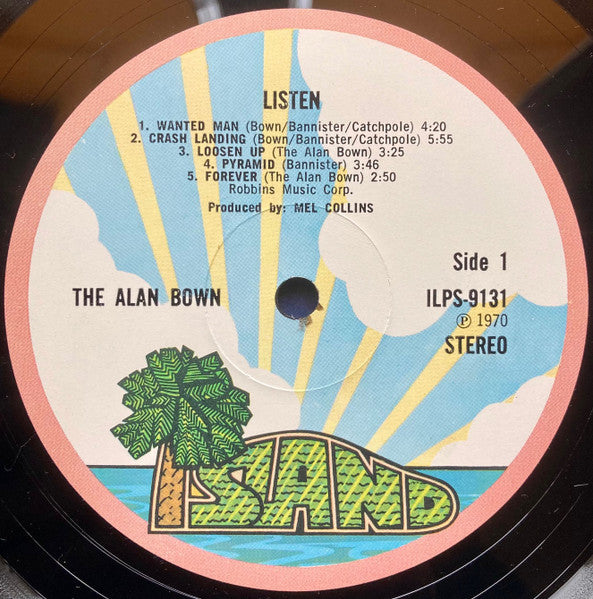 LISTEN
1. WANTED MAN (Bown/Bannister/Catchpole) 4:20
2. CRASH LANDING (Bown/Bannister/Catchpole) 5:55
3. LOOSEN UP (The Alan Bown) 3:25
4. PYRAMID (Bannister) 3:46
5. FOREVER (The Alan Bown) 2:50
Robbins Music Corp.
Produced by: MEL COLLINS
Side 1
THE ALAN BOWN
ILPS-9131
Ⓟ 1970
STEREO
ISLAND